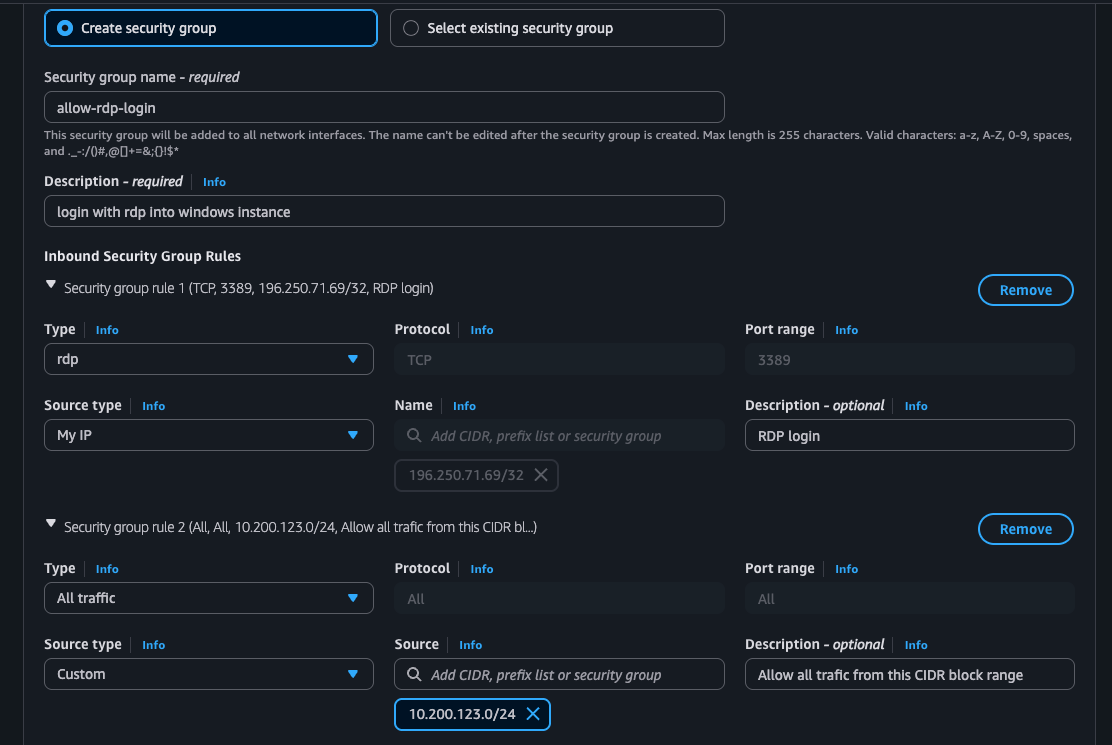 Create security group
Select existing security group
Security group name - required
allow-rdp-login
This security group will be added to all network interfaces. The name can't be edited after the security group is created. Max length is 255 characters. Valid characters: a-z, A-Z, 0-9, spaces,
and ._-:/()#,@[]+=&;{}!$*
Description - required Info
login with rdp into windows instance
Inbound Security Group Rules
Security group rule 1 (TCP, 3389, 196.250.71.69/32, RDP login)
Remove
Type Info
Protocol Info
Port range Info
rdp
TCP
3389
Source type Info
Name Info
Description - optional Info
My IP
Add CIDR, prefix list or security group
RDP login
196.250.71.69/32
Security group rule 2 (All, All, 10.200.123.0/24, Allow all trafic from this CIDR bl...)
Remove
Type Info
Protocol Info
Port range Info
All traffic
All
All
Source type Info
Source Info
Description - optional Info
Custom
Add CIDR, prefix list or security group
Allow all trafic from this CIDR block range
10.200.123.0/24